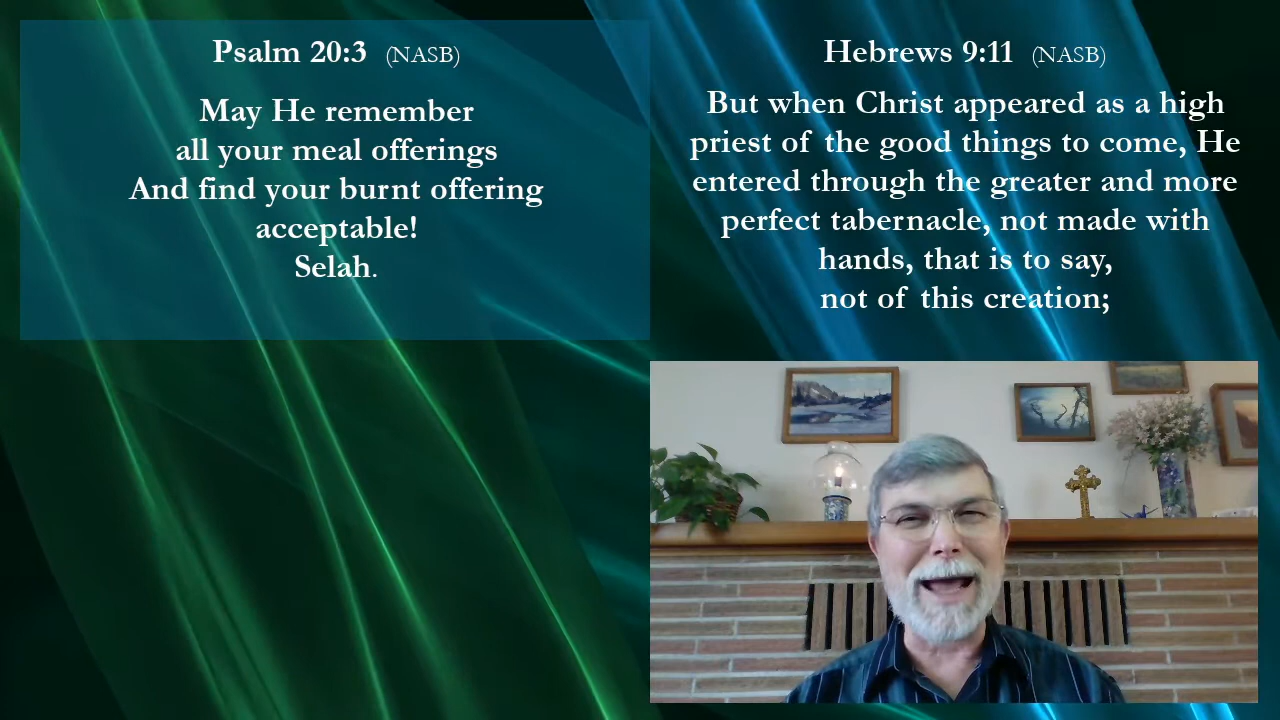 Psalm 20:3 (NASB)
May He remember
all your meal offerings
And find your burnt offering
acceptable!
Selah.
Hebrews 9:11 (NASB)
But when Christ appeared as a high
priest of the good things to come, He
entered through the greater and more
perfect tabernacle, not made with
hands, that is to say,
not of this creation;